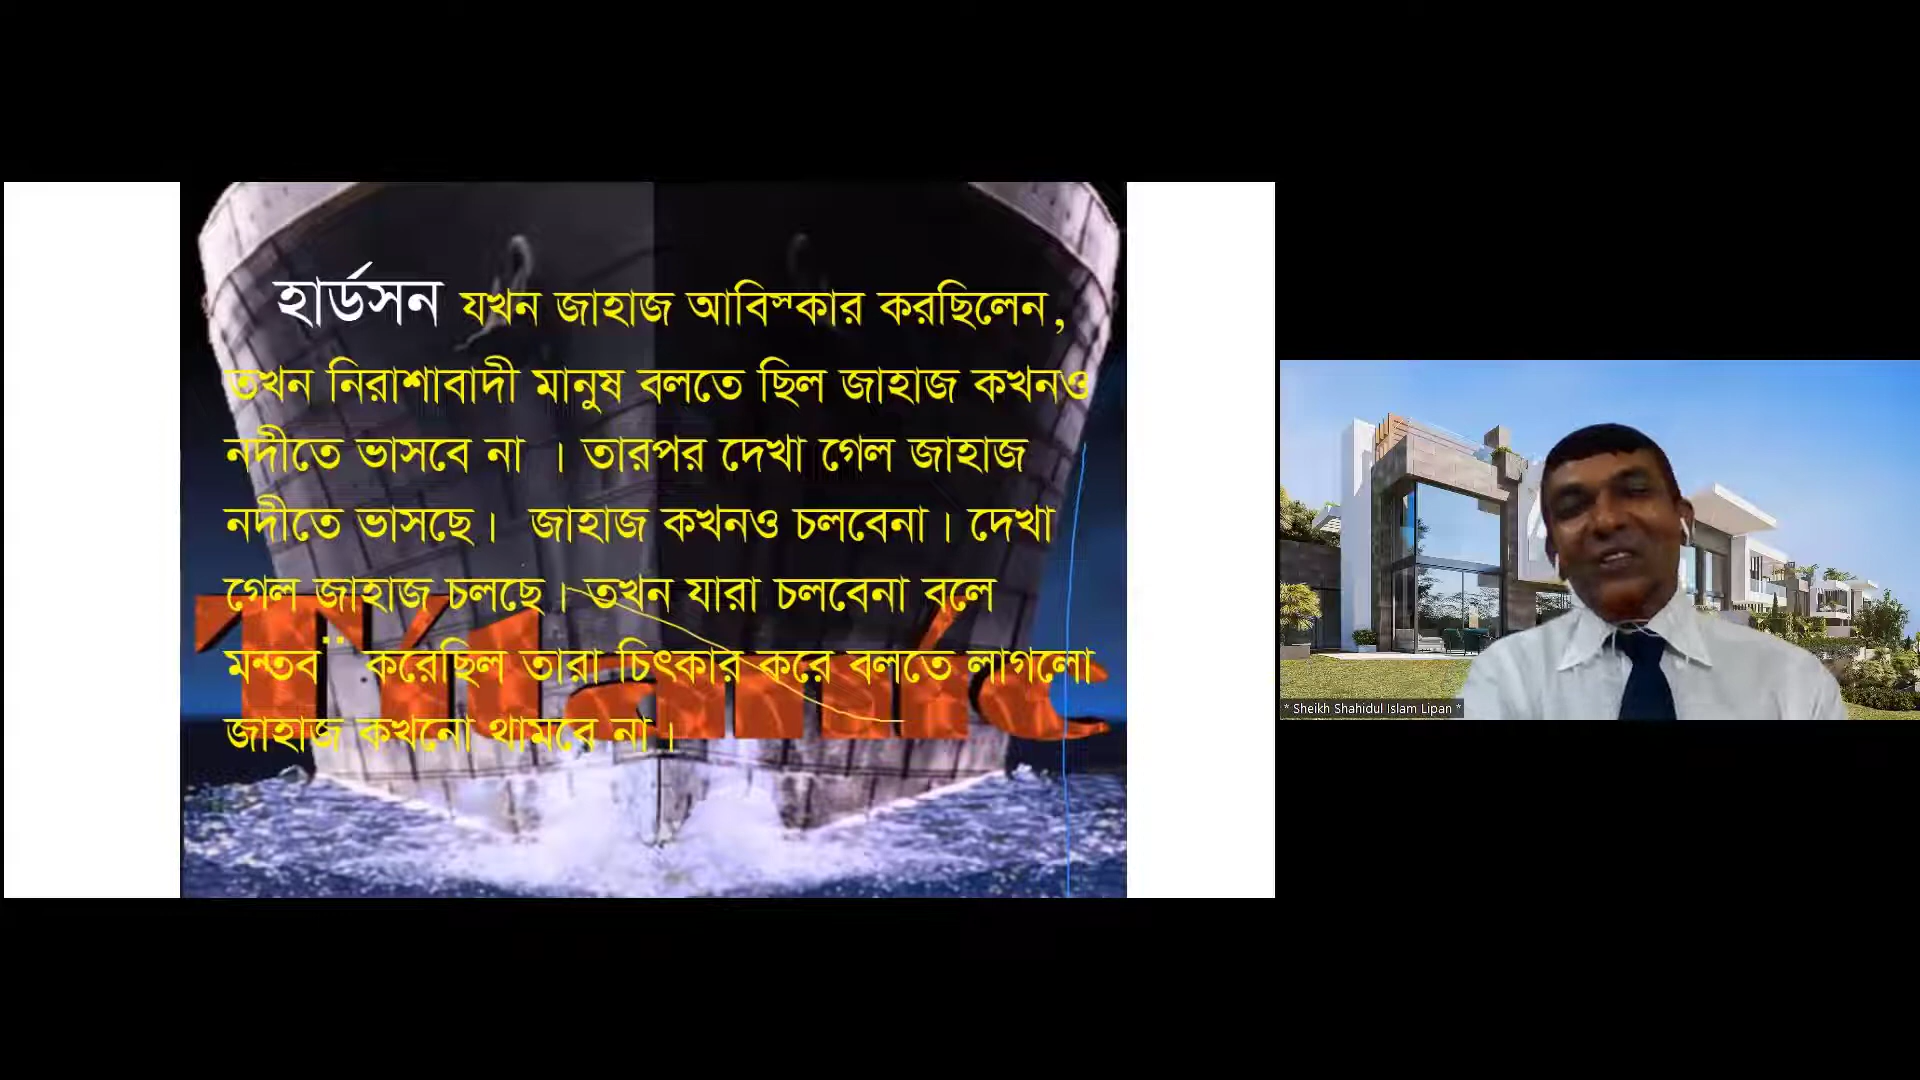 হার্ডসন যখন জাহাজ আবিস্কার করছিলেন,
তখন নিরাশাবাদী মানুষ বলতে ছিল জাহাজ কখনও
নদীতে ভাসবে না । তারপর দেখা গেল জাহাজ
নদীতে ভাসছে। জাহাজ কখনও চলবেনা। দেখা
গেল জাহাজ চলছে। তখন যারা চলবেনা বলে
মন্তব¨ করেছিল তারা চিৎকার করে বলতে লাগলো
জাহাজ কখনো থামবে না।
Titanic
* Sheikh Shahidul Islam Lipan *